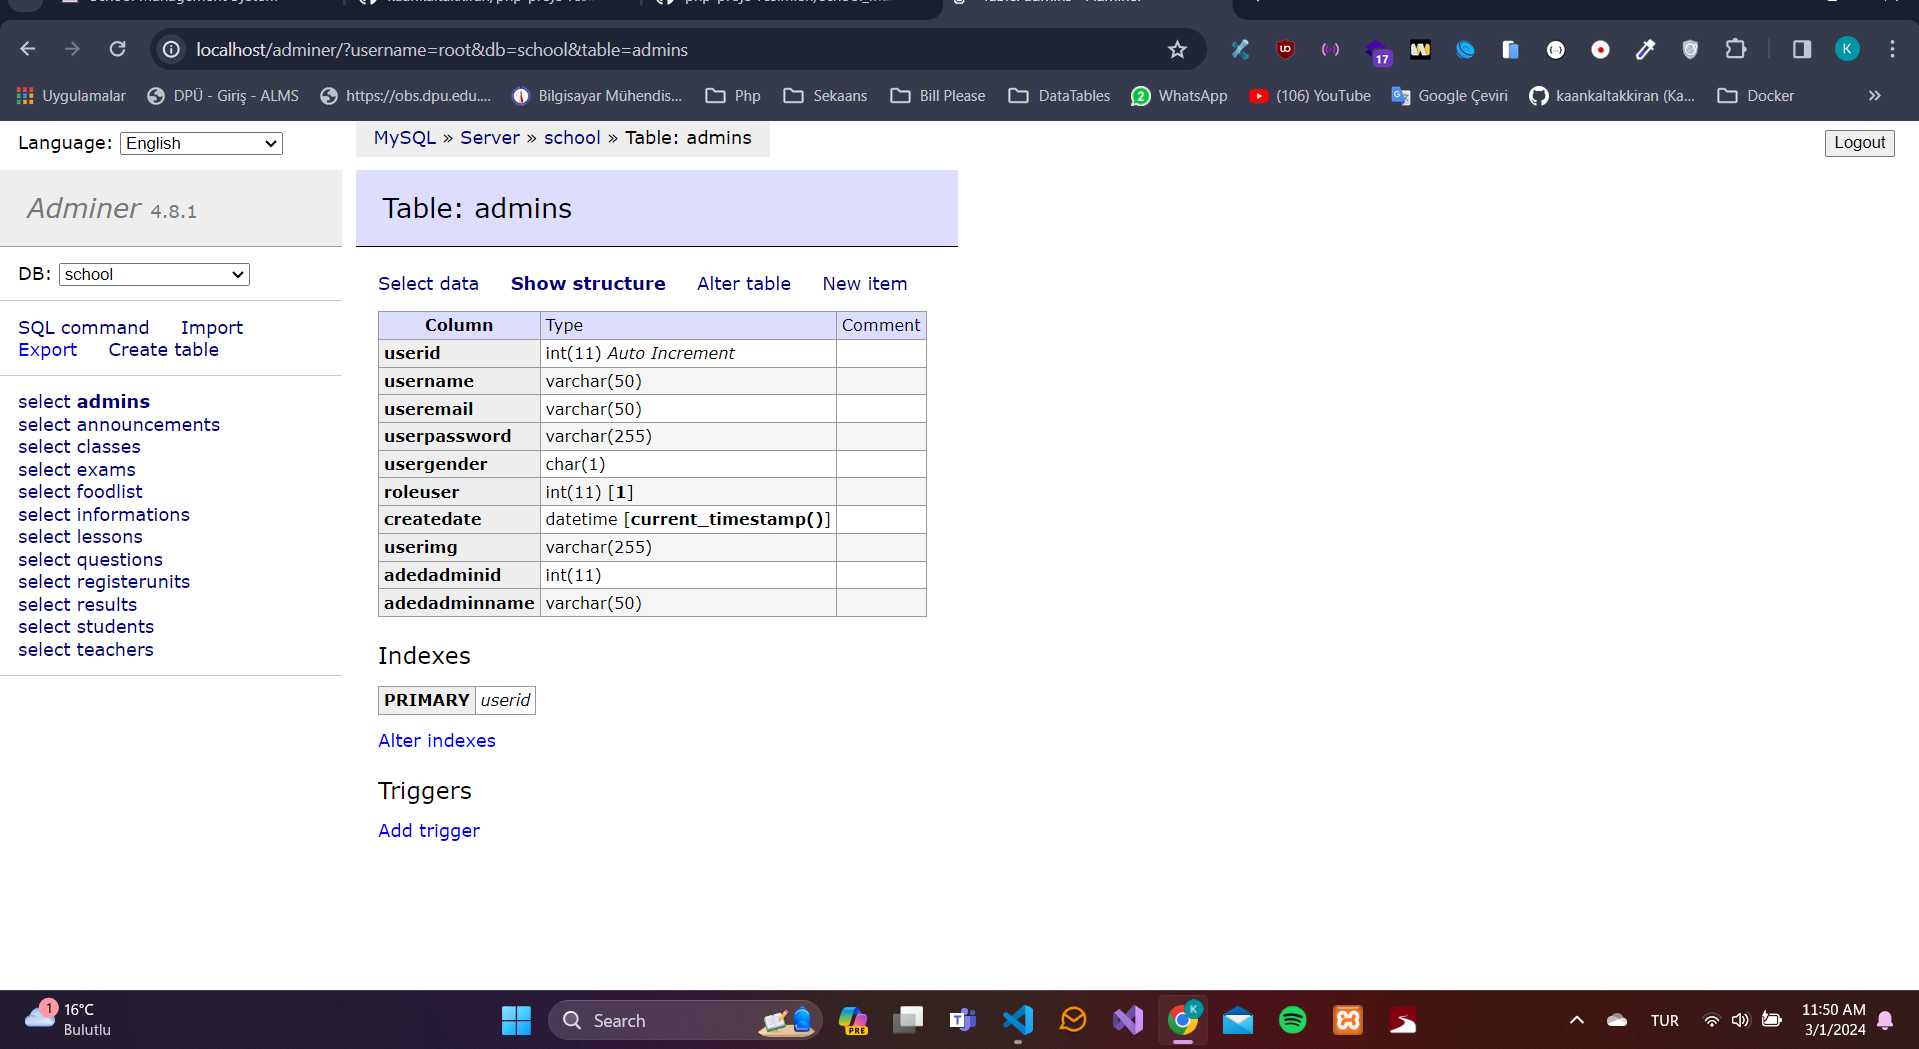 localhost/adminer/?username=root&db=school&table=admins
17
K
Uygulamalar
DPÜ - Giriş - ALMS
https://obs.dpu.edu....
Bilgisayar Mühendis...
Php
Sekaans
Bill Please
DataTables
2
WhatsApp
(106) YouTube
Google Çeviri
kaankaltakkiran (Ka...
Docker
»
Language: English
MySQL » Server » school » Table: admins
Logout
Adminer 4.8.1
Table: admins
DB: school
Select data Show structure Alter table New item
SQL command Import
Export Create table
select admins
select announcements
select classes
select exams
select foodlist
select informations
select lessons
select questions
select registerunits
select results
select students
select teachers
Column Type Comment
userid int(11) Auto Increment
username varchar(50)
useremail varchar(50)
userpassword varchar(255)
usergender char(1)
roleuser int(11) [1]
createdate datetime [current_timestamp()]
userimg varchar(255)
adedadminid int(11)
adedadminname varchar(50)
Indexes
PRIMARY userid
Alter indexes
Triggers
Add trigger
1
16°C
Bulutlu
Search
PRE
K
TUR
11:50 AM
3/1/2024